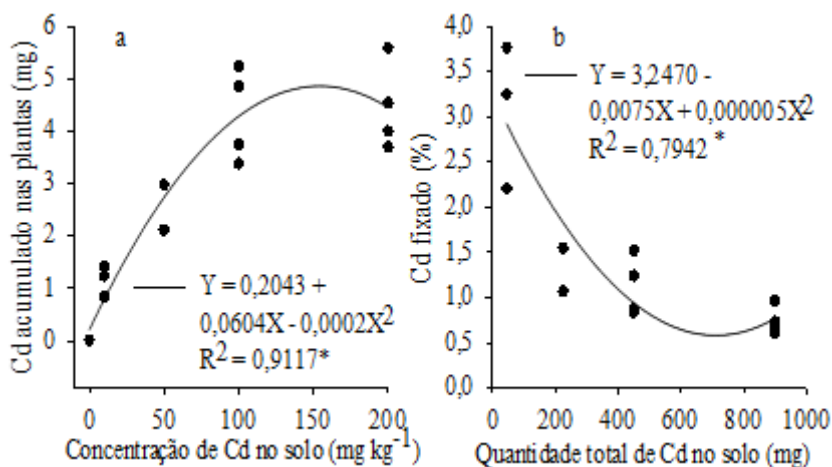 a
Cd acumulado nas plantas (mg)
6
5
4
3
2
1
0
Y = 0,2043 +
0,0604X - 0,0002X²
R² = 0,9117*
0 50 100 150 200
Concentração de Cd no solo (mg kg⁻¹)
b
Cd fixado (%)
4,0
3,5
3,0
2,5
2,0
1,5
1,0
0,5
0,0
Y = 3,2470 -
0,0075X + 0,000005X²
R² = 0,7942 *
0 200 400 600 800 1000
Quantidade total de Cd no solo (mg)